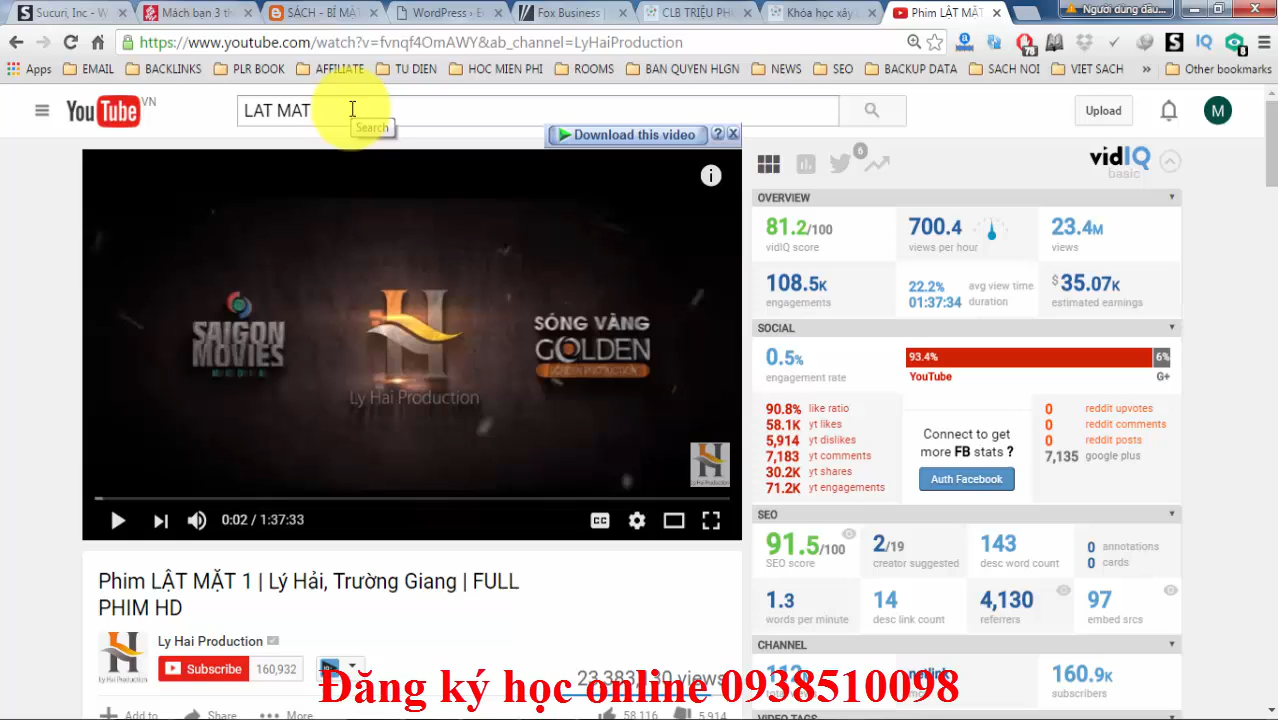 Sucuri, Inc - W
Mách bạn 3 th
SÁCH - BÍ MẬT
WordPress › E
Fox Business
CLB TRIỆU PH
Khóa học xây
Phim LẬT MẶT
Người dùng đầu...
https://www.youtube.com/watch?v=fvnqf4OmAWY&ab_channel=LyHaiProduction
Apps
EMAIL
BACKLINKS
PLR BOOK
AFFILIATE
TU DIEN
HOC MIEN PHI
ROOMS
BAN QUYEN HLGN
NEWS
SEO
BACKUP DATA
SACH NOI
VIET SACH
»
Other bookmarks
YouTube VN
LAT MAT
Search
Upload
M
Download this video
vidIQ
basic
6
OVERVIEW
81.2/100
vidIQ score
700.4
views per hour
23.4M
views
108.5K
engagements
22.2% avg view time
01:37:34 duration
$35.07K
estimated earnings
SOCIAL
0.5%
engagement rate
93.4% 6%
YouTube G+
90.8% like ratio
58.1K yt likes
5,914 yt dislikes
7,183 yt comments
30.2K yt shares
71.2K yt engagements
Connect to get
more FB stats ?
Auth Facebook
0 reddit upvotes
0 reddit comments
0 reddit posts
7,135 google plus
SEO
91.5/100
SEO score
2/19
creator suggested
143
desc word count
0 annotations
0 cards
1.3
words per minute
14
desc link count
4,130
referrers
97
embed srcs
CHANNEL
160.9K
subscribers
VIDEO TAGS
SAIGON
MOVIES
MEDIA
H
Ly Hai Production
SÓNG VÀNG
GOLDEN
0:02 / 1:37:33
CC
Phim LẬT MẶT 1 | Lý Hải, Trường Giang | FULL
PHIM HD
Ly Hai Production
Subscribe 160,932
Đăng ký học online 0938510098
Add to
Share
More
58,116
5,914